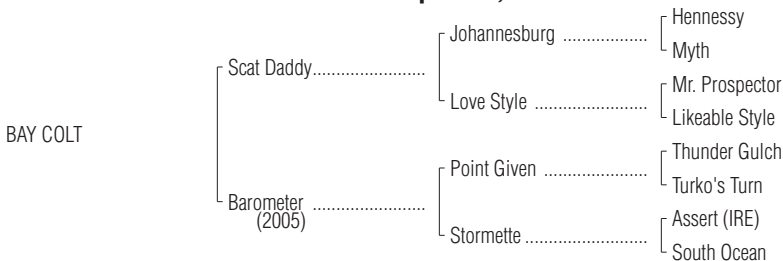 Hennessy
Johannesburg ..................
Myth
Scat Daddy........................
Mr. Prospector
Love Style ........................
Likeable Style
BAY COLT
Thunder Gulch
Point Given ......................
Turko's Turn
Barometer ........................
(2005)
Assert (IRE)
Stormette..........................
South Ocean